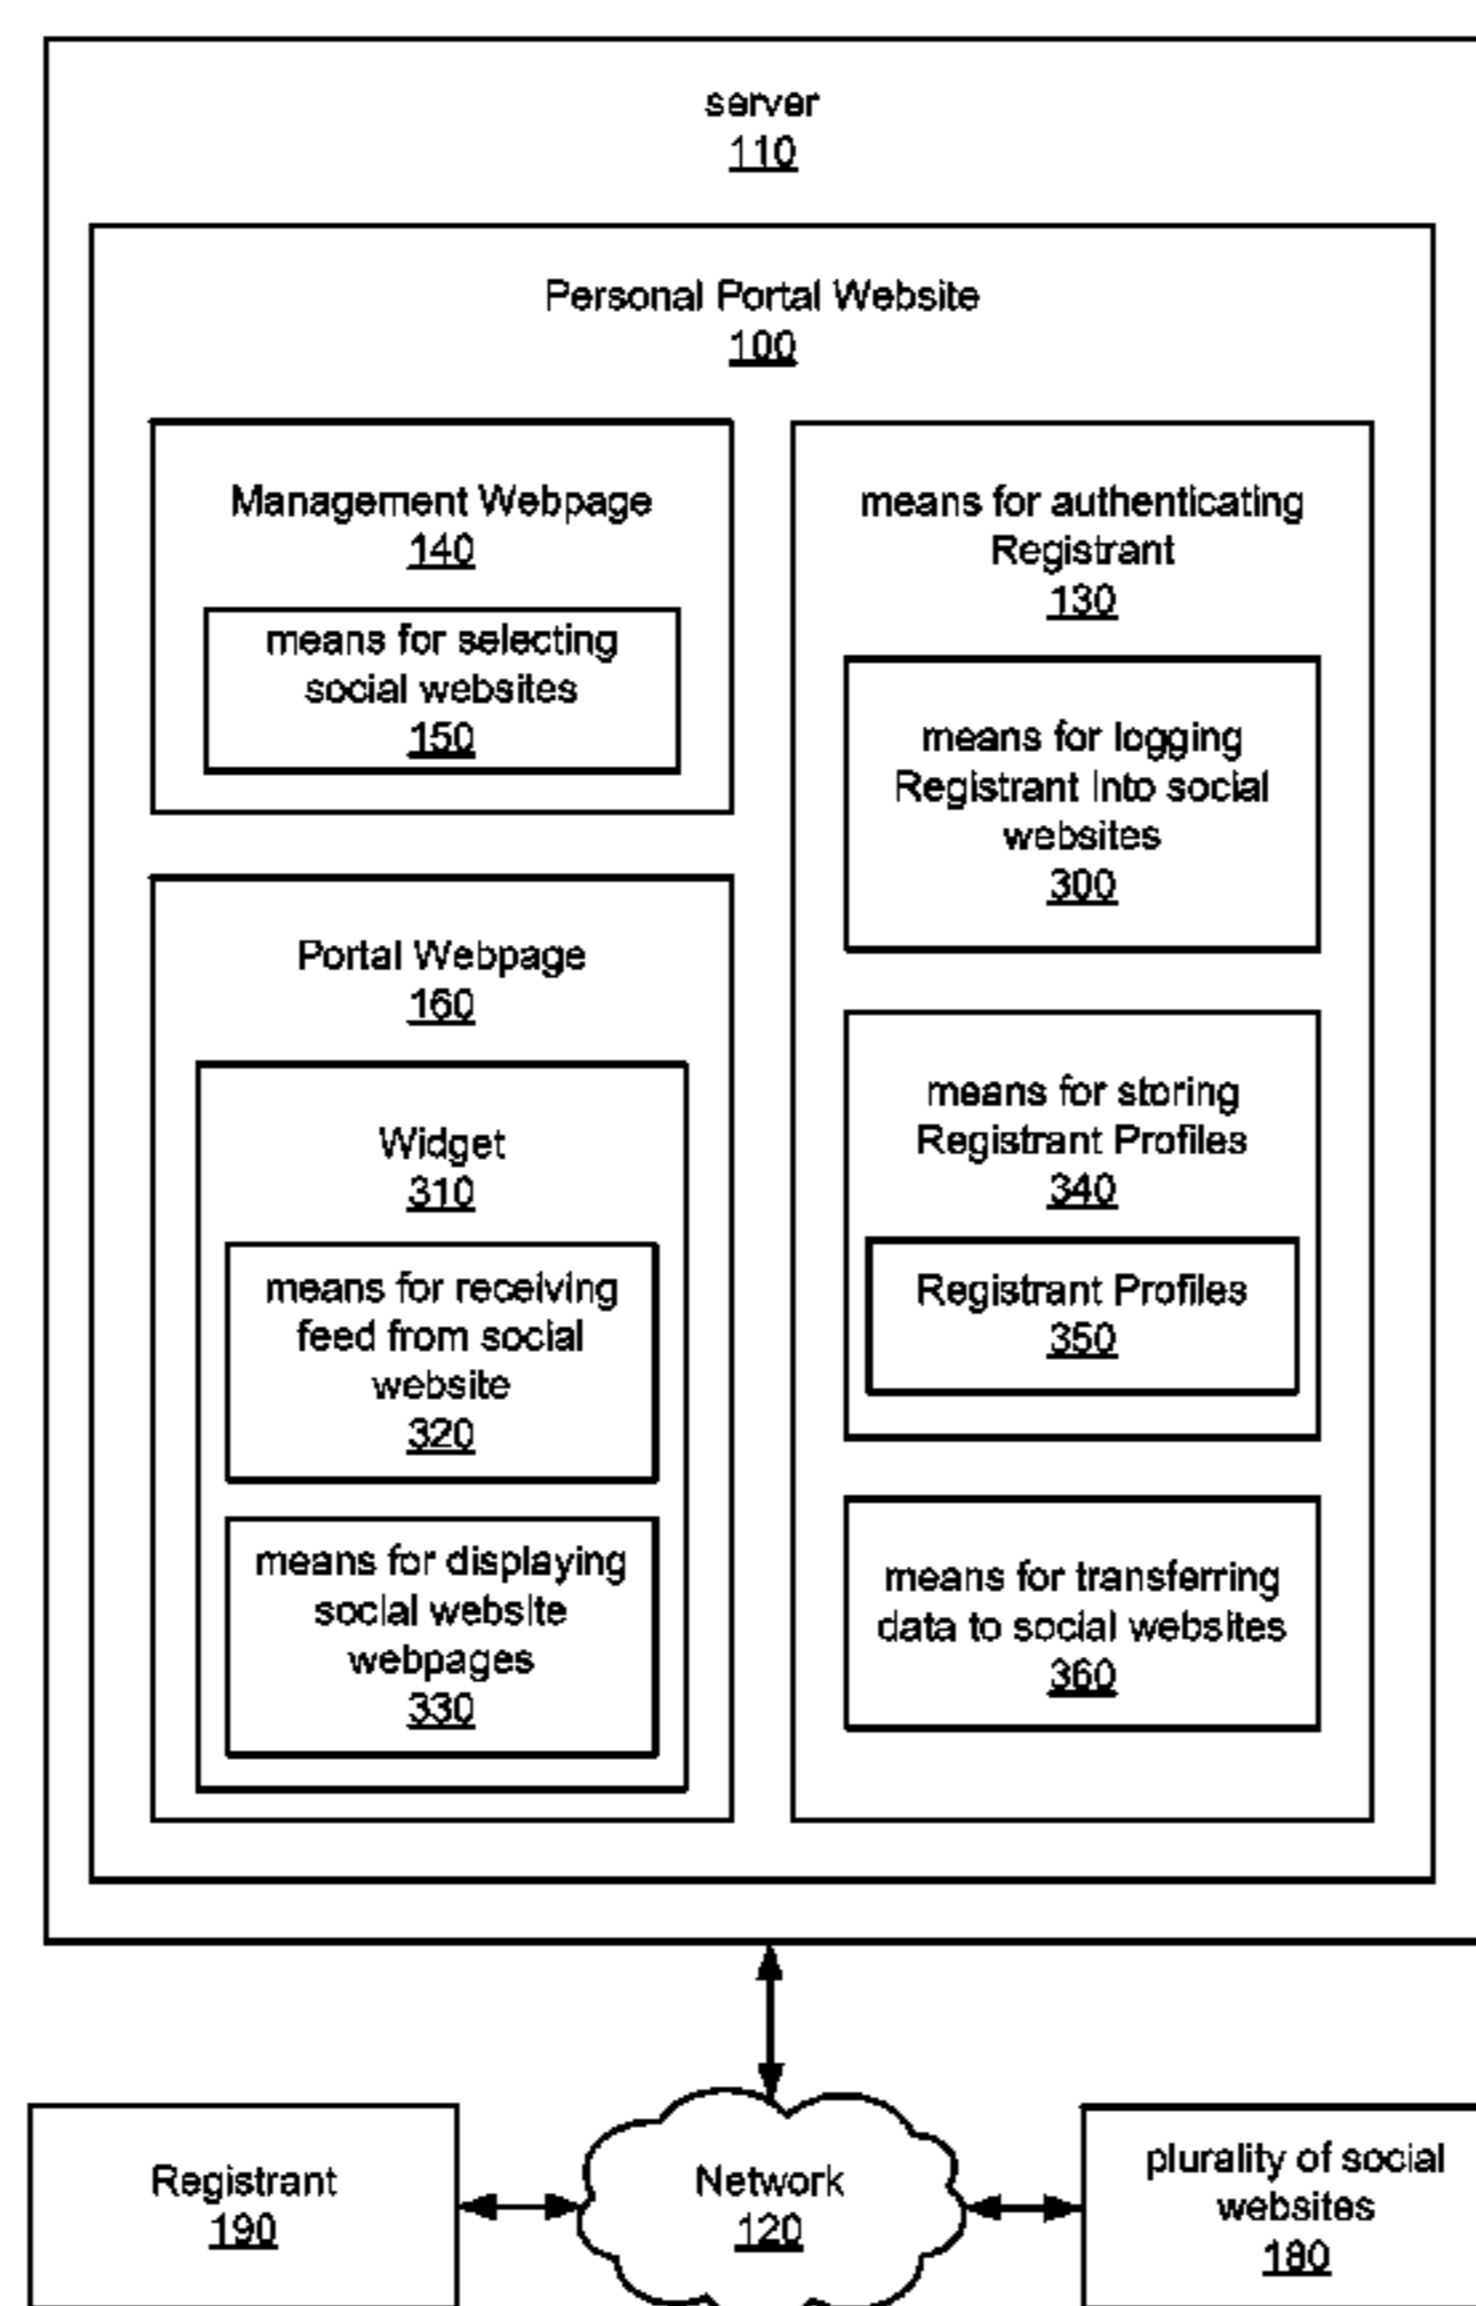 server
110
Personal Portal Website
100
Management Webpage
140
means for selecting
social websites
150
Portal Webpage
160
Widget
310
means for receiving
feed from social
website
320
means for displaying
social website
webpages
330
means for authenticating
Registrant
130
means for logging
Registrant into social
websites
300
means for storing
Registrant Profiles
340
Registrant Profiles
350
means for transferring
data to social websites
360
Registrant
190
Network
120
plurality of social
websites
180